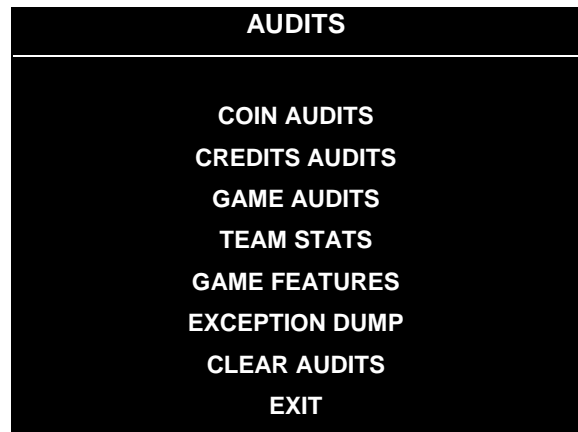 AUDITS
COIN AUDITS
CREDITS AUDITS
GAME AUDITS
TEAM STATS
GAME FEATURES
EXCEPTION DUMP
CLEAR AUDITS
EXIT